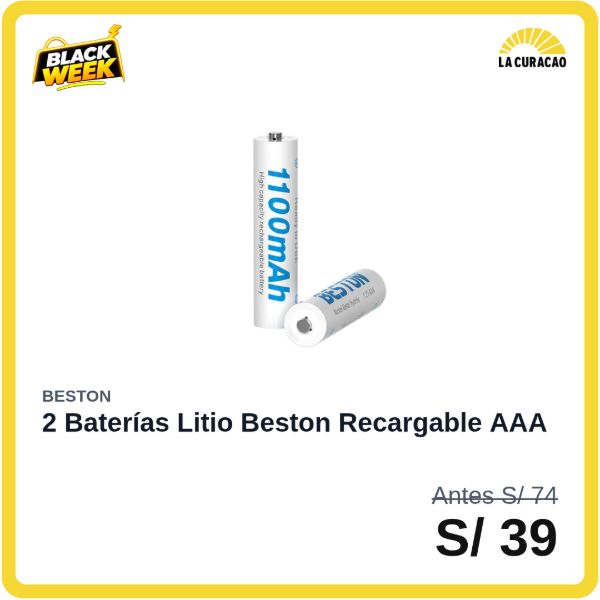 BLACK
WEEK
LA CURACAO
1100mAh
High capacity rechargeable battery
BESTON
BESTON
2 Baterías Litio Beston Recargable AAA
Antes S/ 74
S/ 39